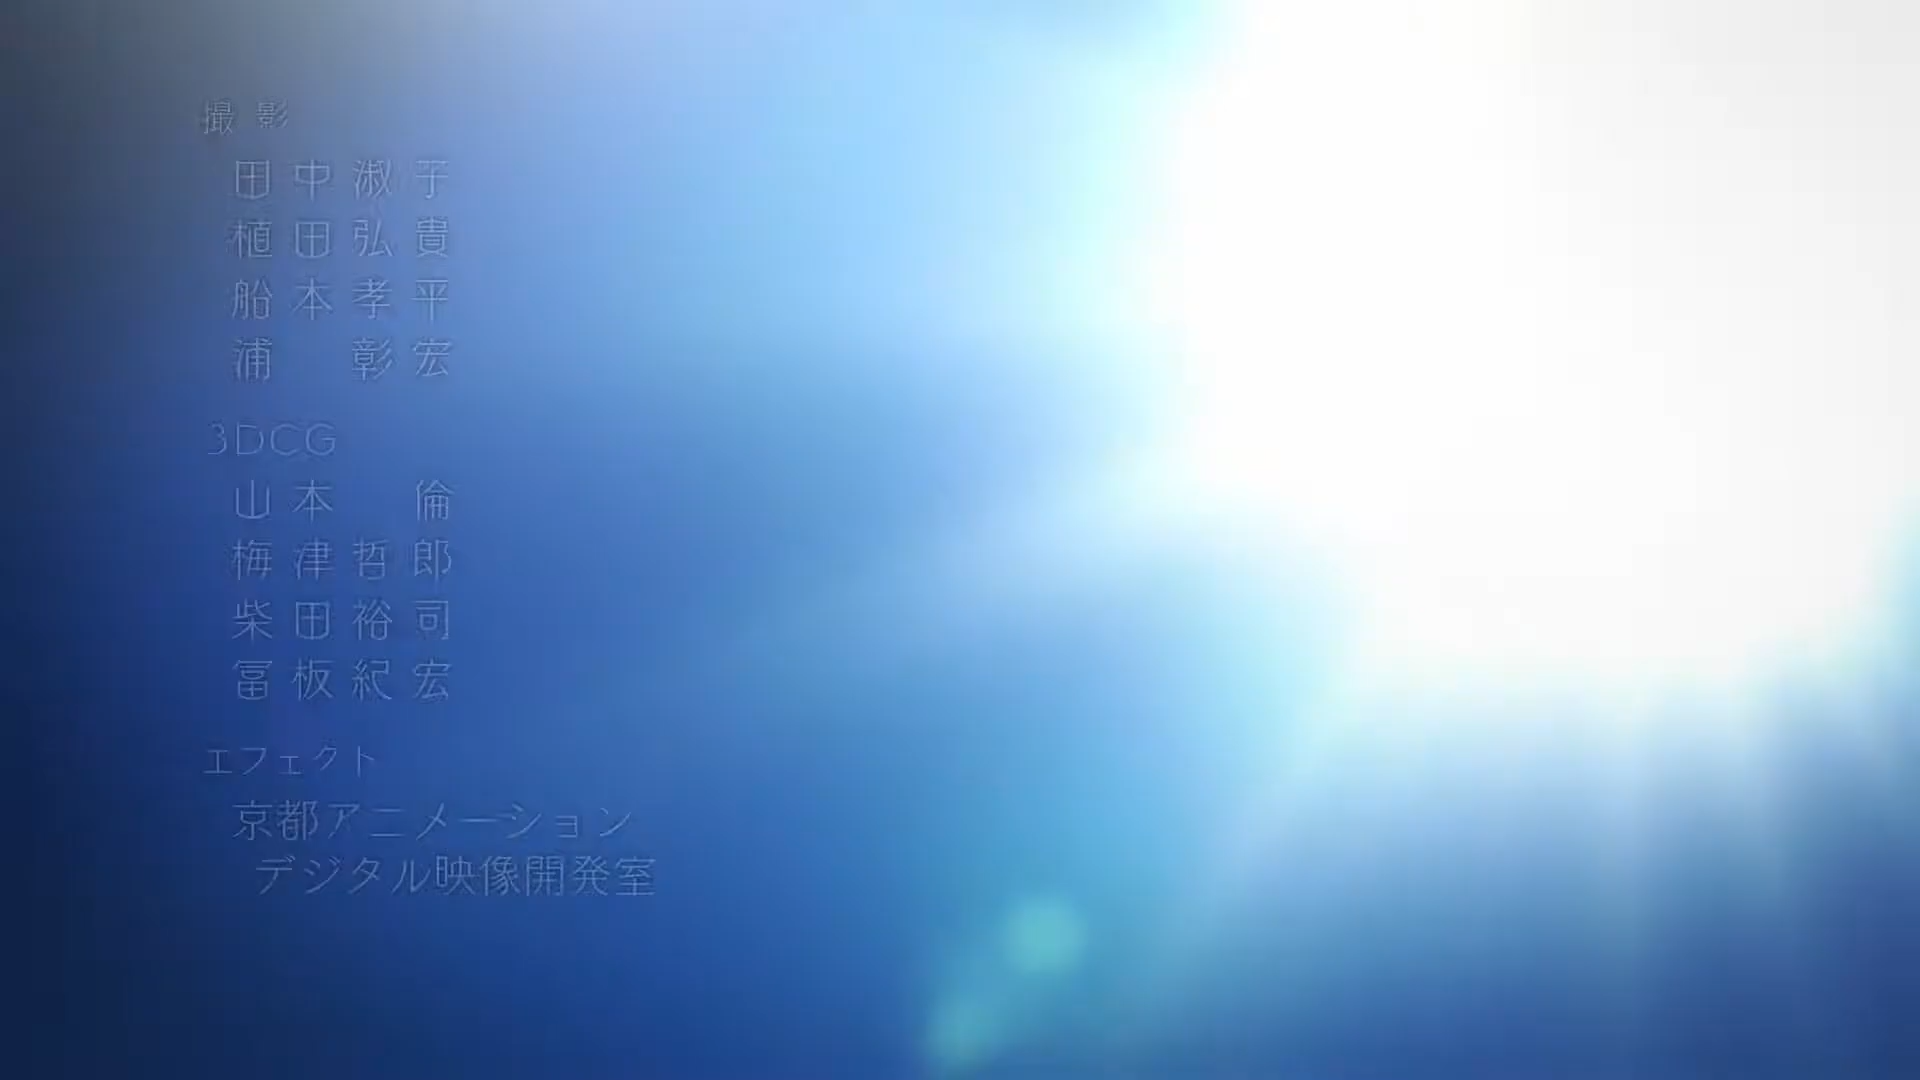 撮影
田中淑子
植田弘貴
船本孝平
浦 彰宏
3DCG
山本 倫
梅津哲郎
柴田裕司
冨板紀宏
エフェクト
京都アニメーション
デジタル映像開発室